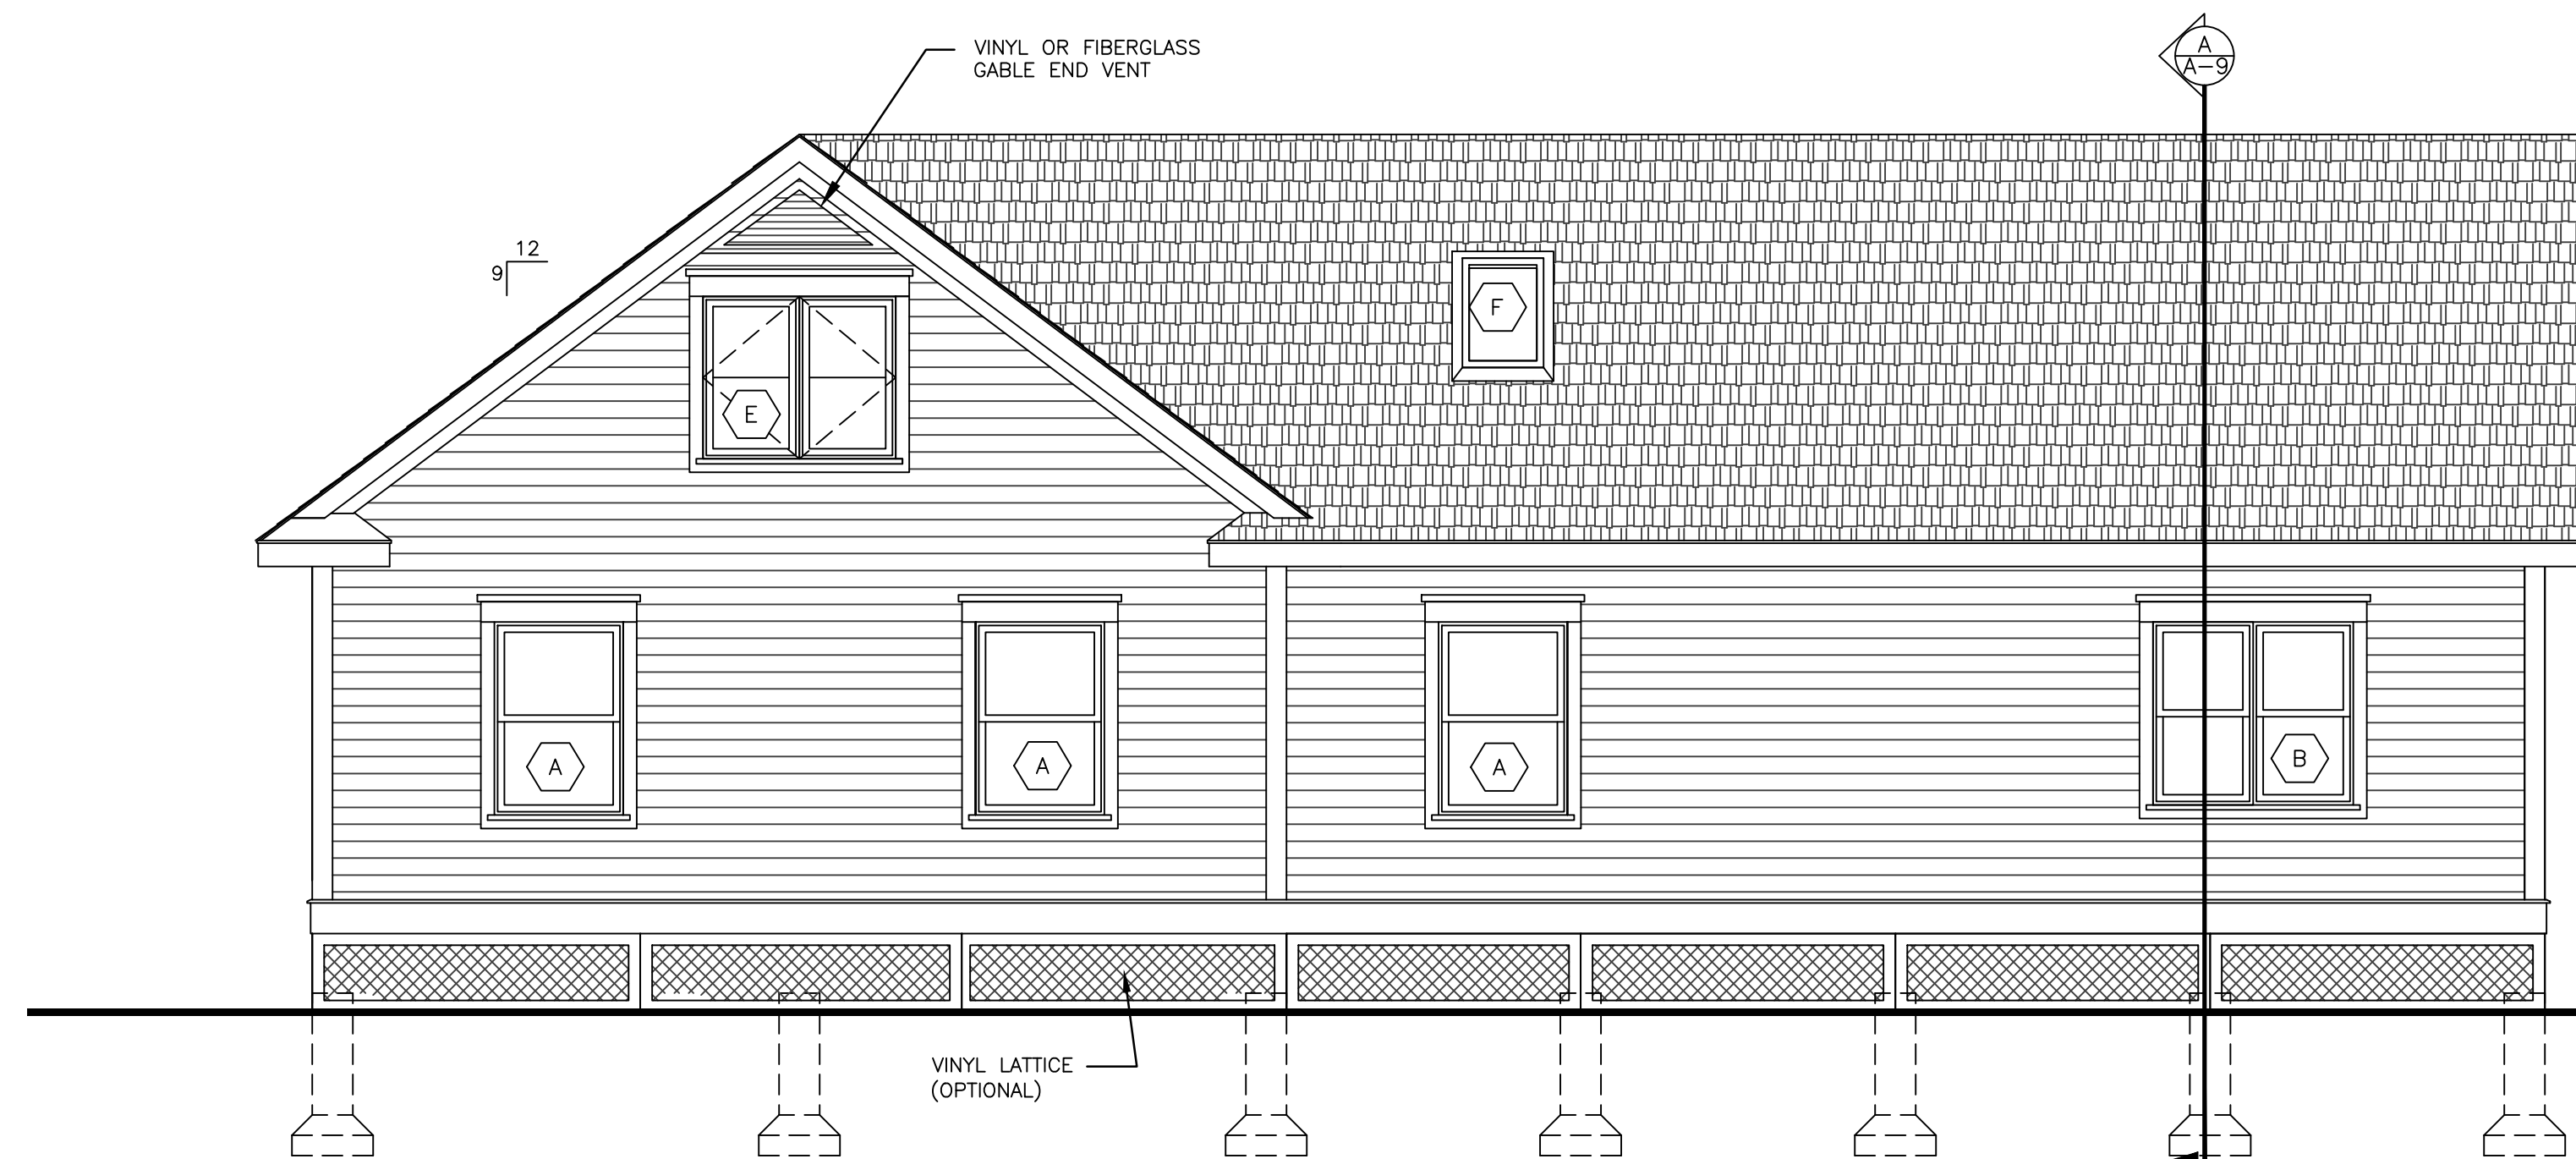 VINYL OR FIBERGLASS
GABLE END VENT
A
A-9
12
9
F
E
A
A
A
B
VINYL LATTICE
(OPTIONAL)